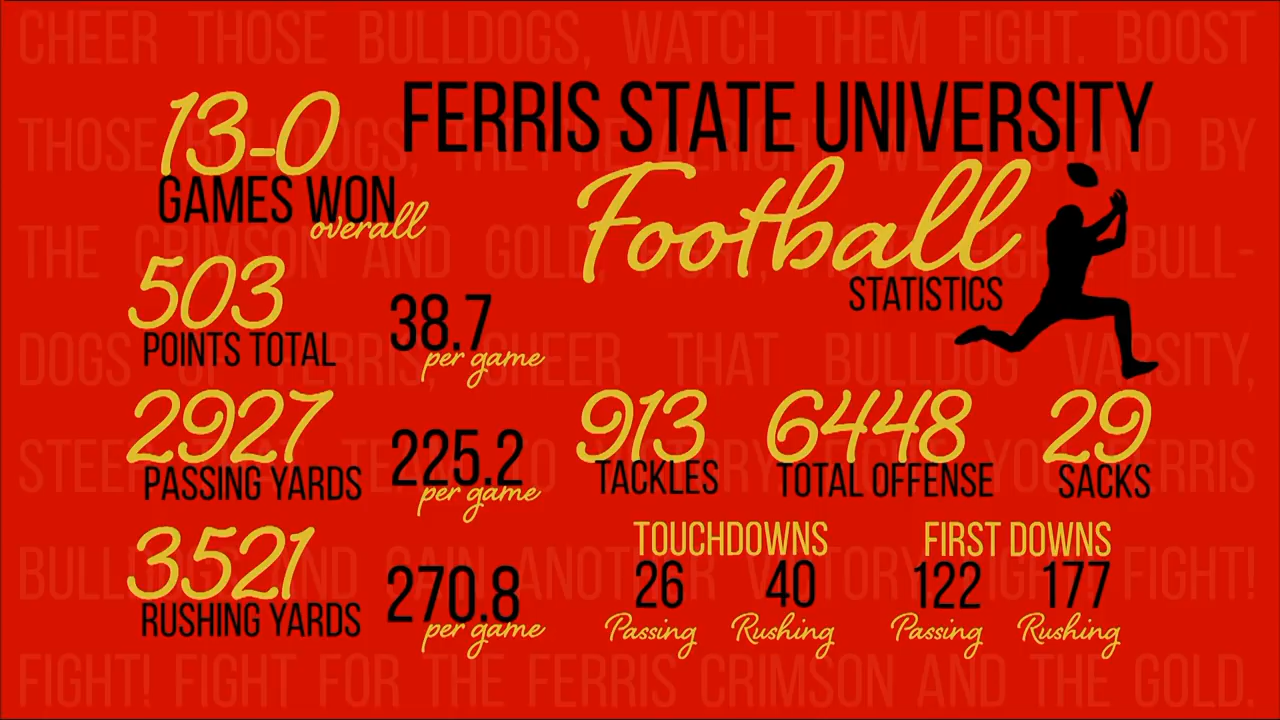 CHEER THOSE BULLDOGS, WATCH THEM FIGHT. BOOST
FERRIS STATE UNIVERSITY
Football
STATISTICS
13-0
GAMES WON
overall
503
POINTS TOTAL
38.7
per game
2927
PASSING YARDS
225.2
per game
3521
RUSHING YARDS
270.8
per game
913
TACKLES
6448
TOTAL OFFENSE
29
SACKS
TOUCHDOWNS
26
Passing
40
Rushing
FIRST DOWNS
122
Passing
177
Rushing
FIGHT! FIGHT FOR THE FERRIS CRIMSON AND THE GOLD.